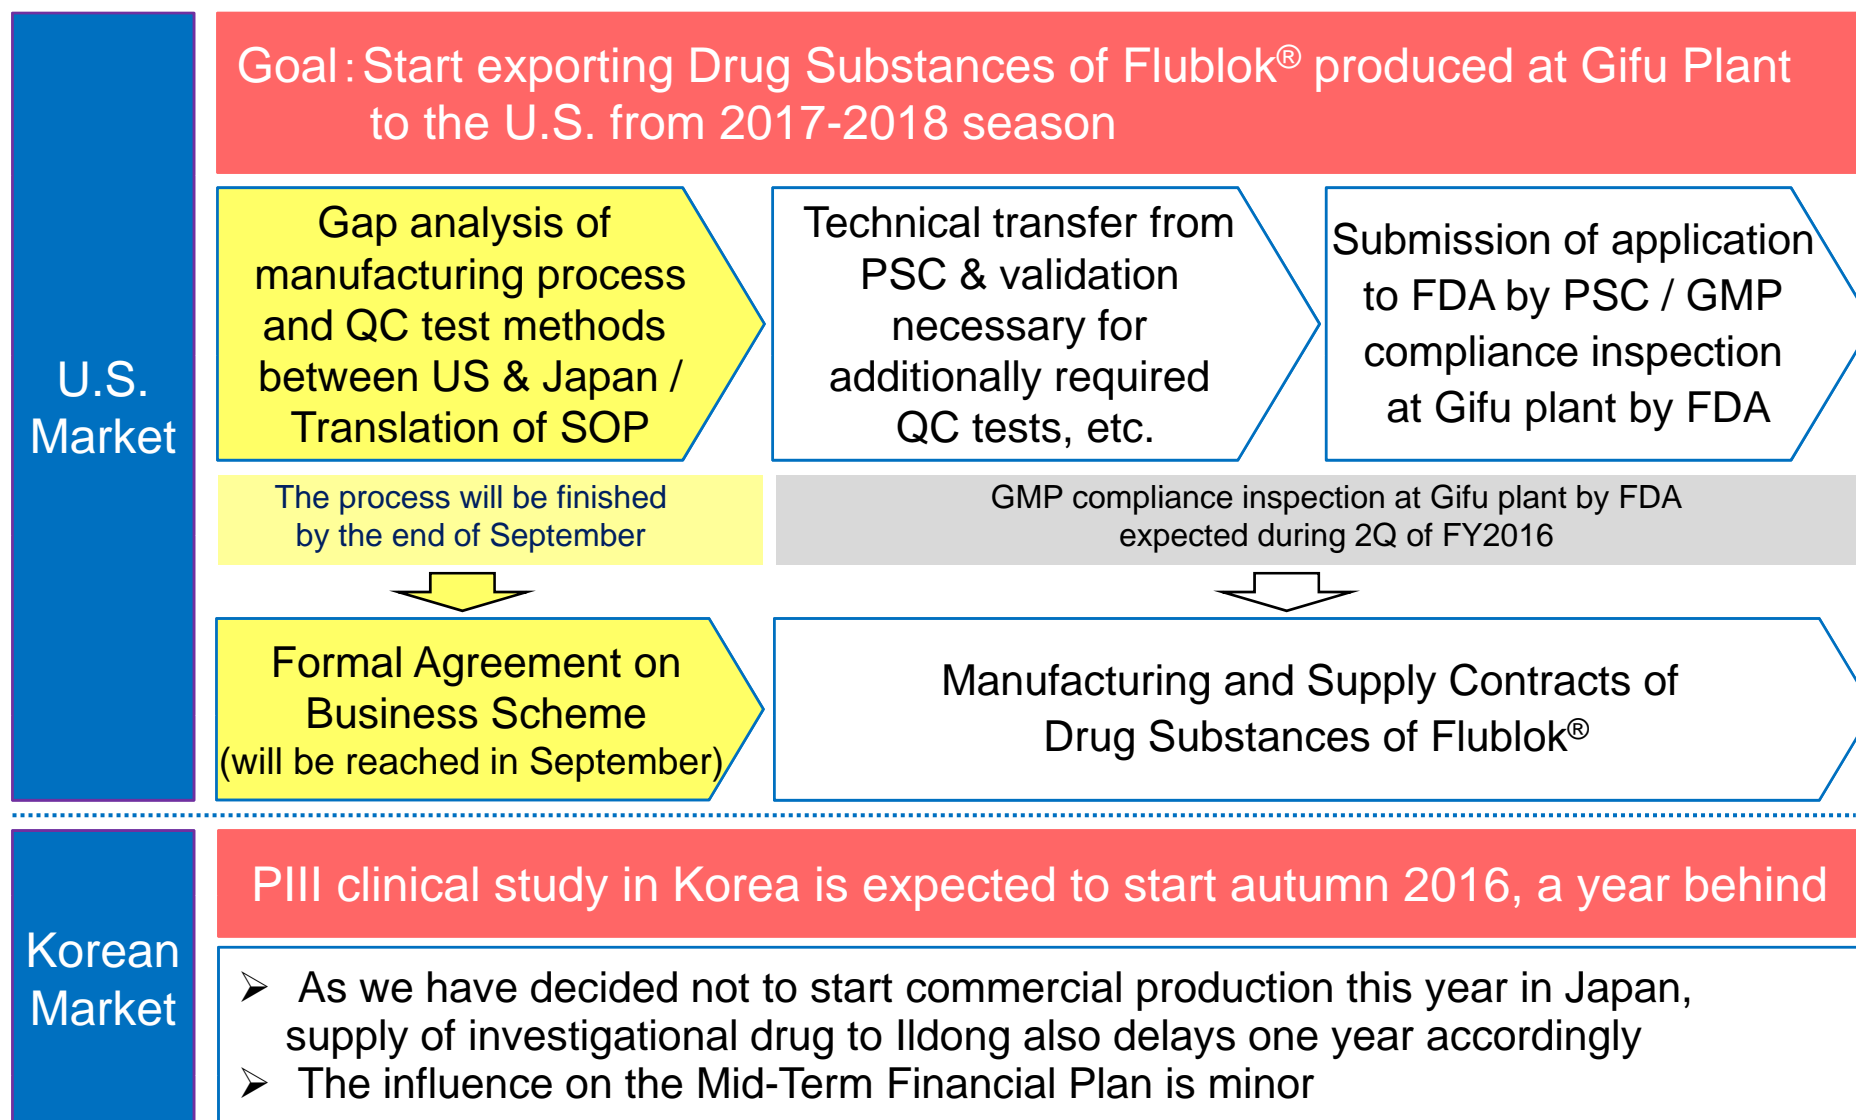 U.S.
Market
Goal：Start exporting Drug Substances of Flublok® produced at Gifu Plant
to the U.S. from 2017-2018 season
Gap analysis of
manufacturing process
and QC test methods
between US & Japan /
Translation of SOP
Technical transfer from
PSC & validation
necessary for
additionally required
QC tests, etc.
Submission of application
to FDA by PSC / GMP
compliance inspection
at Gifu plant by FDA
The process will be finished
by the end of September
GMP compliance inspection at Gifu plant by FDA
expected during 2Q of FY2016
Formal Agreement on
Business Scheme
(will be reached in September)
Manufacturing and Supply Contracts of
Drug Substances of Flublok®
Korean
Market
PIII clinical study in Korea is expected to start autumn 2016, a year behind
➢ As we have decided not to start commercial production this year in Japan,
supply of investigational drug to Ildong also delays one year accordingly
➢ The influence on the Mid-Term Financial Plan is minor